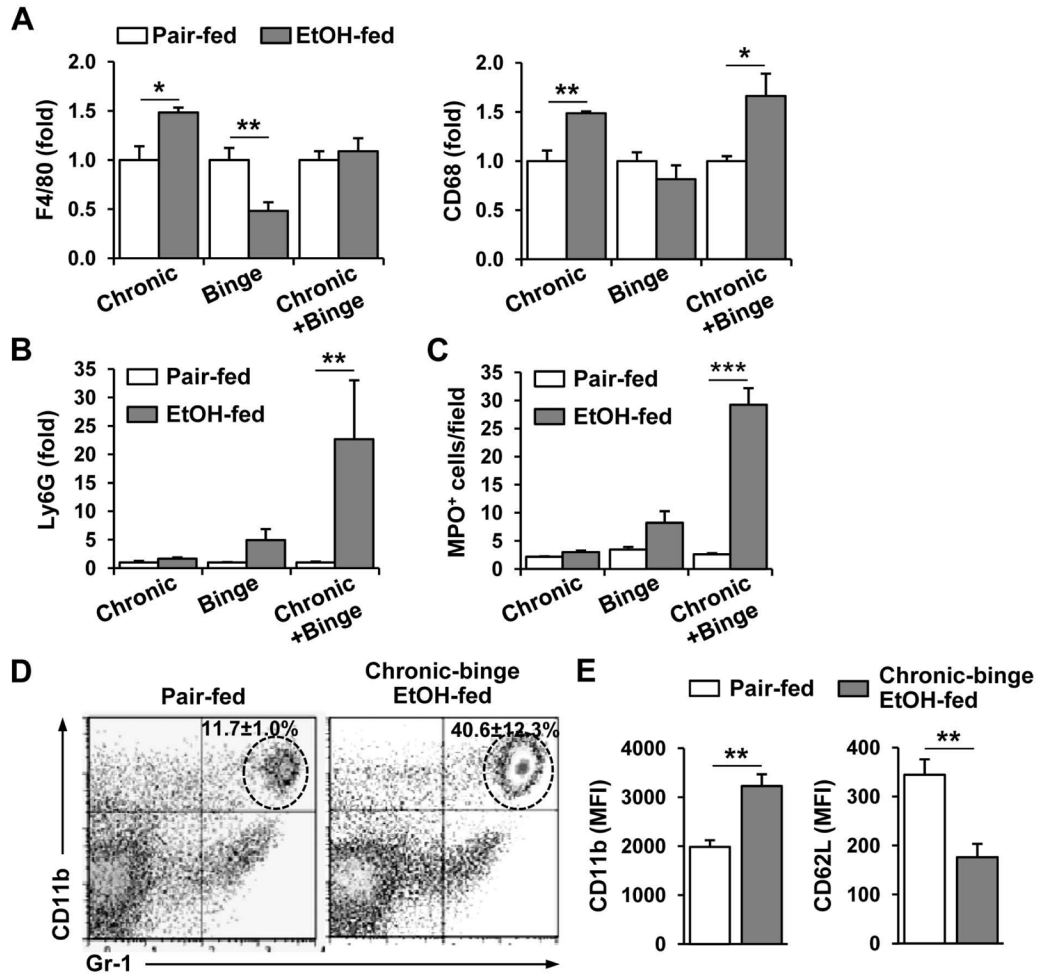 A
Pair-fed
EtOH-fed
F4/80 (fold)
2.0
1.5
1.0
0.5
0.0
*
**
Chronic
Binge
Chronic
+Binge
CD68 (fold)
2.0
1.5
1.0
0.5
0.0
**
*
Chronic
Binge
Chronic
+Binge
B
Pair-fed
EtOH-fed
Ly6G (fold)
35
30
25
20
15
10
5
0
**
Chronic
Binge
Chronic
+Binge
C
Pair-fed
EtOH-fed
MPO⁺ cells/field
35
30
25
20
15
10
5
0
***
Chronic
Binge
Chronic
+Binge
D
Pair-fed
Chronic-binge
EtOH-fed
11.7±1.0%
40.6±12.3%
CD11b
Gr-1
E
Pair-fed
Chronic-binge
EtOH-fed
CD11b (MFI)
4000
3000
2000
1000
0
**
CD62L (MFI)
400
300
200
100
0
**